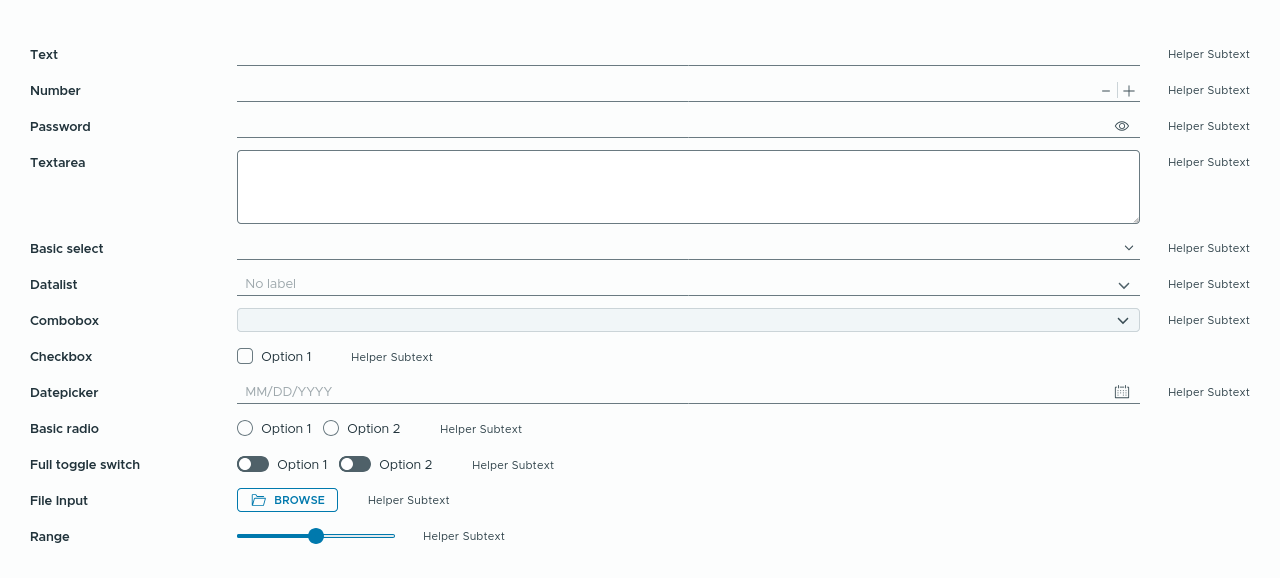 Text Helper Subtext
Number Helper Subtext
Password Helper Subtext
Textarea Helper Subtext
Basic select Helper Subtext
Datalist No label Helper Subtext
Combobox Helper Subtext
Checkbox Option 1 Helper Subtext
Datepicker MM/DD/YYYY Helper Subtext
Basic radio Option 1 Option 2 Helper Subtext
Full toggle switch Option 1 Option 2 Helper Subtext
File Input BROWSE Helper Subtext
Range Helper Subtext